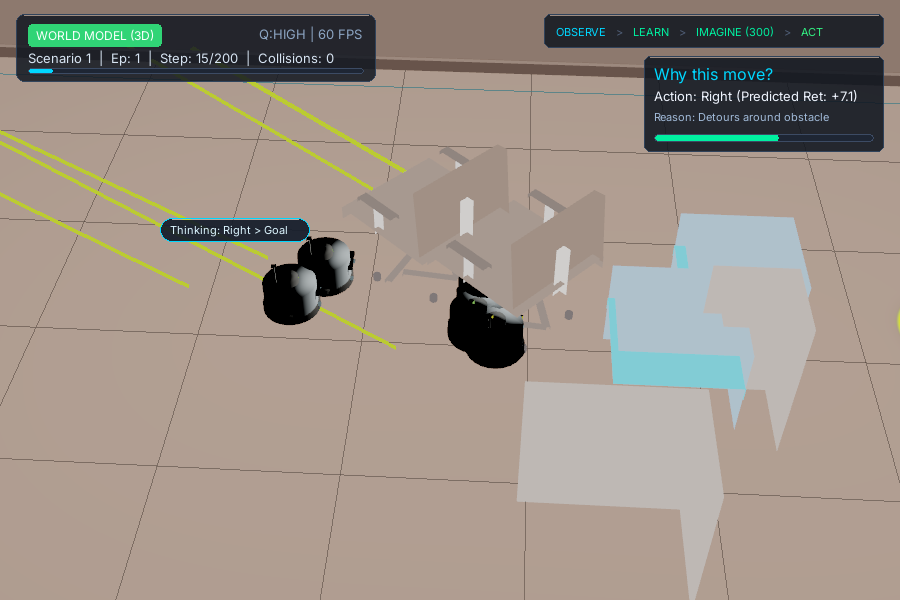 WORLD MODEL (3D)
Q:HIGH | 60 FPS
Scenario 1 | Ep: 1 | Step: 15/200 | Collisions: 0
OBSERVE > LEARN > IMAGINE (300) > ACT
Why this move?
Action: Right (Predicted Ret: +7.1)
Reason: Detours around obstacle
Thinking: Right > Goal